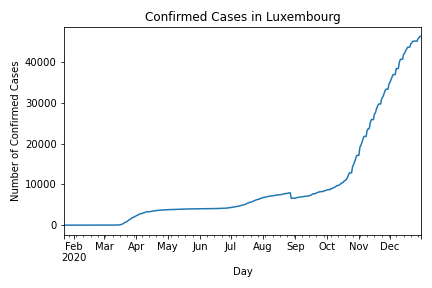 Confirmed Cases in Luxembourg
Number of Confirmed Cases
40000
30000
20000
10000
0
Feb Mar Apr May Jun Jul Aug Sep Oct Nov Dec
2020
Day